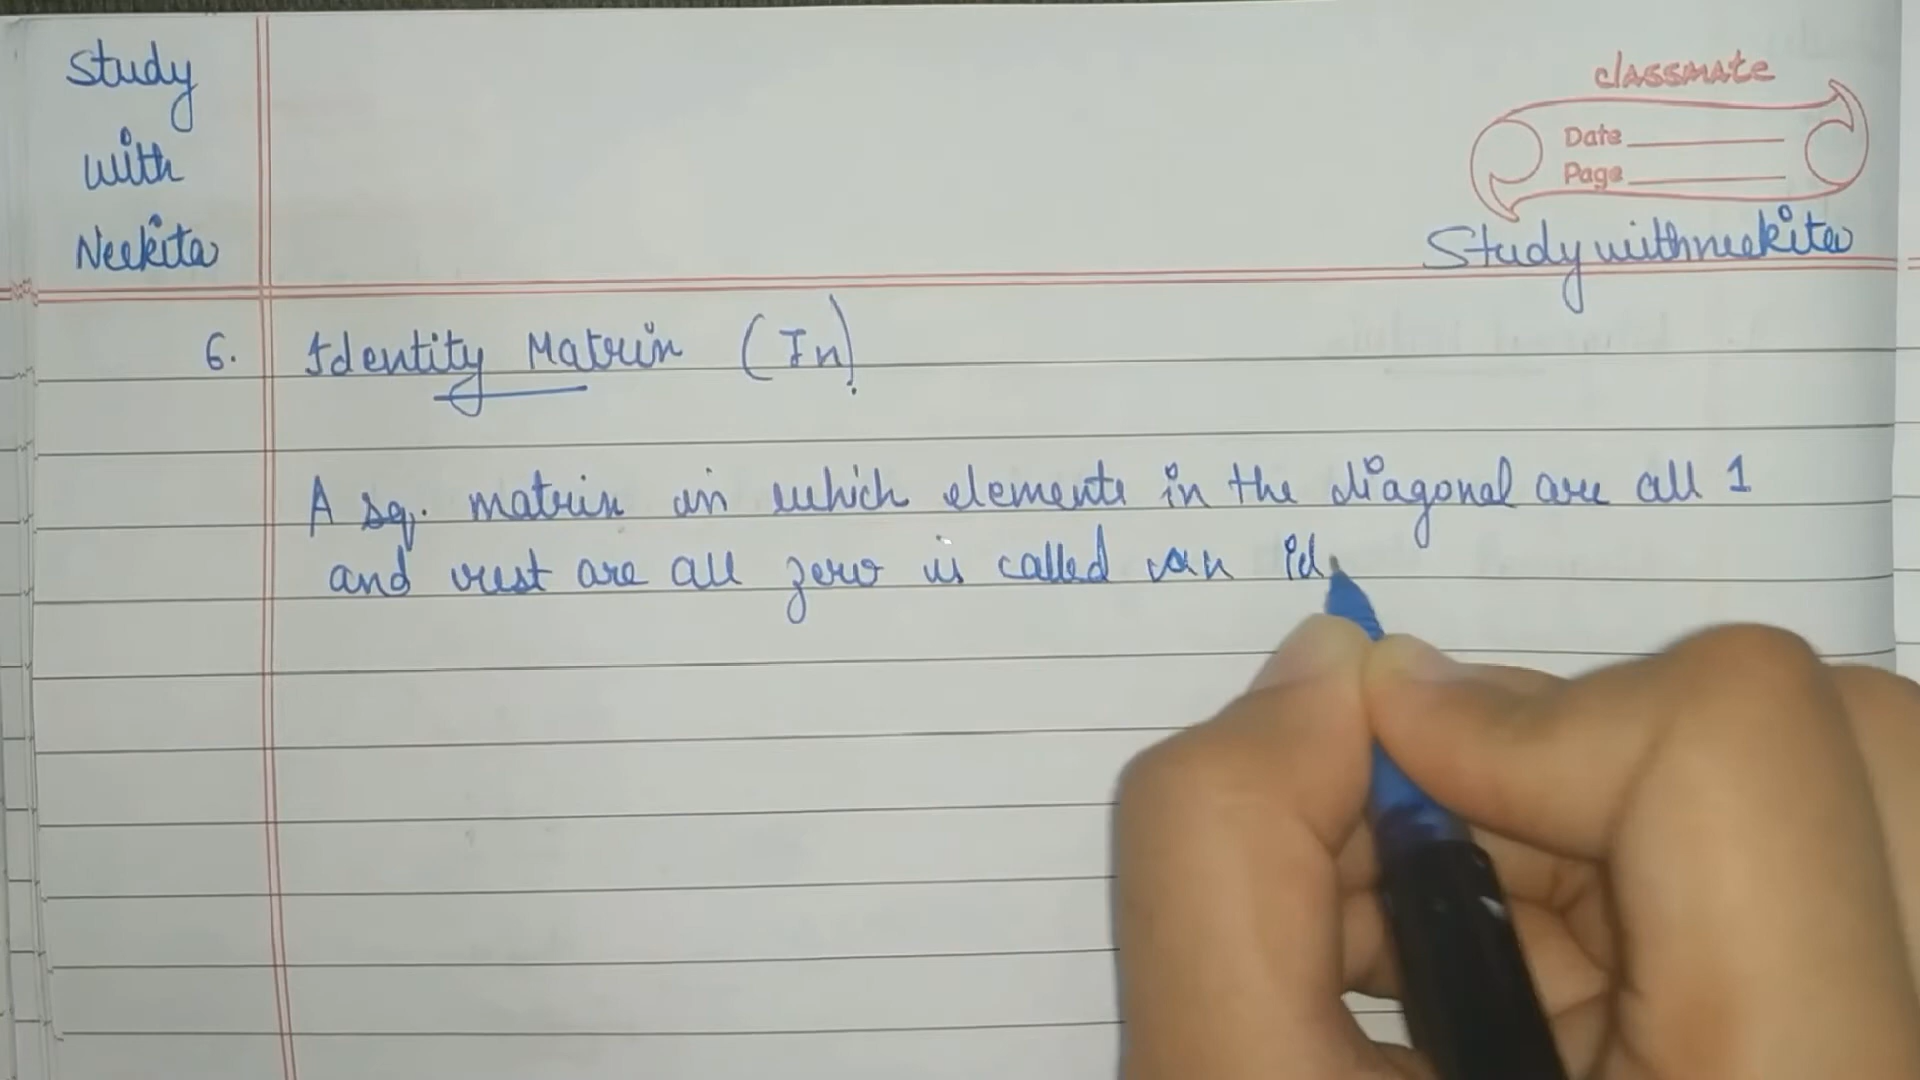 Study
with
Neekita
classmate
Date
Page
Studywithneekita
6. Identity Matrix (In)
A sq. matrix in which elements in the diagonal are all 1
and rest are all zero is called an id